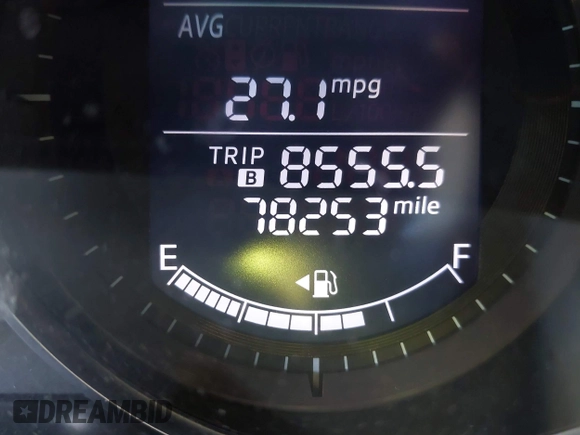 AVG
27.1 mpg
TRIP B 8555.5
78253 mile
E F
DREAMBID